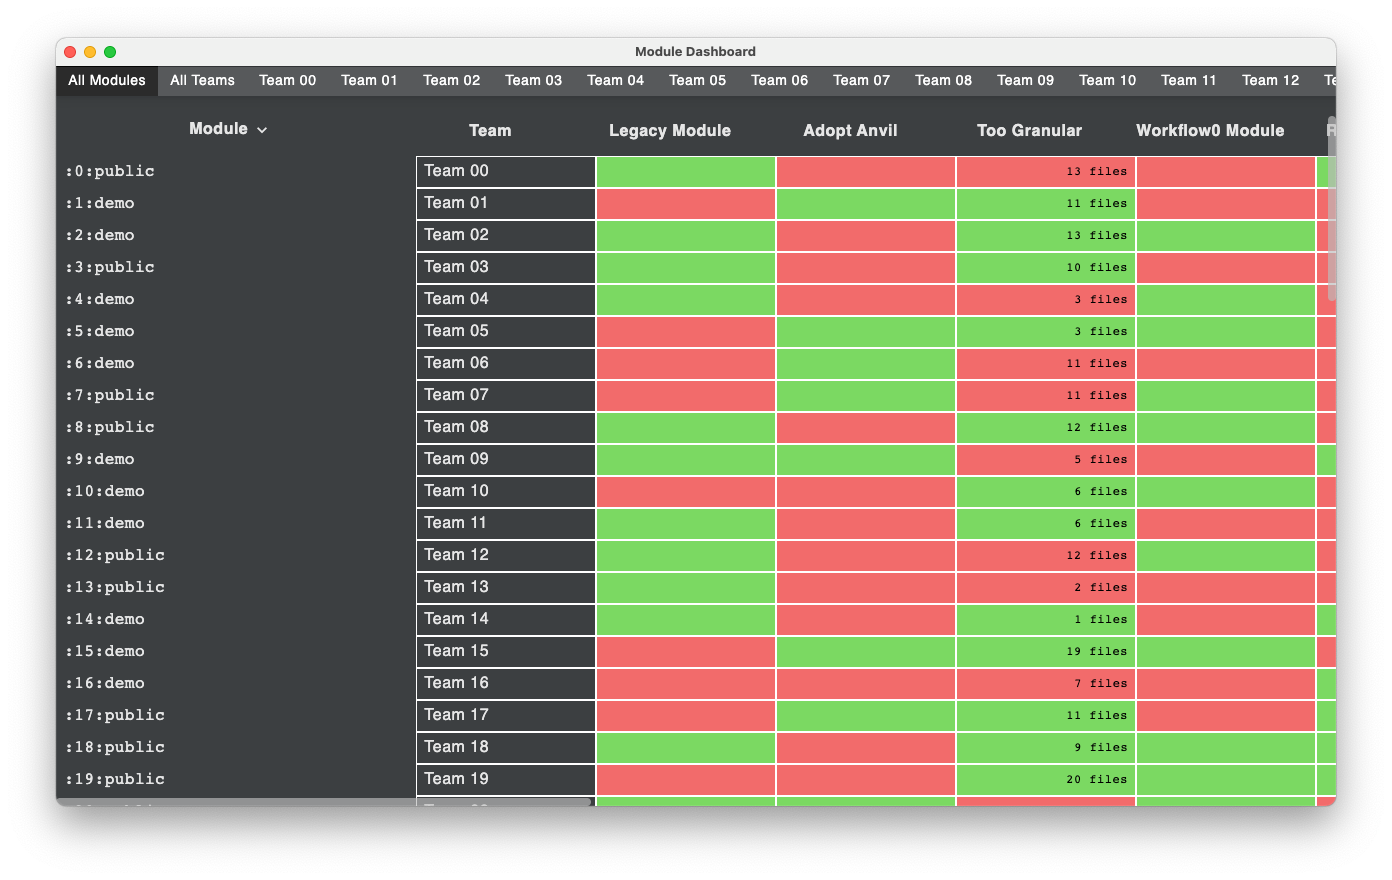 Module Dashboard
All Modules All Teams Team 00 Team 01 Team 02 Team 03 Team 04 Team 05 Team 06 Team 07 Team 08 Team 09 Team 10 Team 11 Team 12
Module Team Legacy Module Adopt Anvil Too Granular Workflow0 Module
:0:public Team 00 13 files
:1:demo Team 01 11 files
:2:demo Team 02 13 files
:3:public Team 03 10 files
:4:demo Team 04 3 files
:5:demo Team 05 3 files
:6:demo Team 06 11 files
:7:public Team 07 11 files
:8:public Team 08 12 files
:9:demo Team 09 5 files
:10:demo Team 10 6 files
:11:demo Team 11 6 files
:12:public Team 12 12 files
:13:public Team 13 2 files
:14:demo Team 14 1 files
:15:demo Team 15 19 files
:16:demo Team 16 7 files
:17:public Team 17 11 files
:18:public Team 18 9 files
:19:public Team 19 20 files